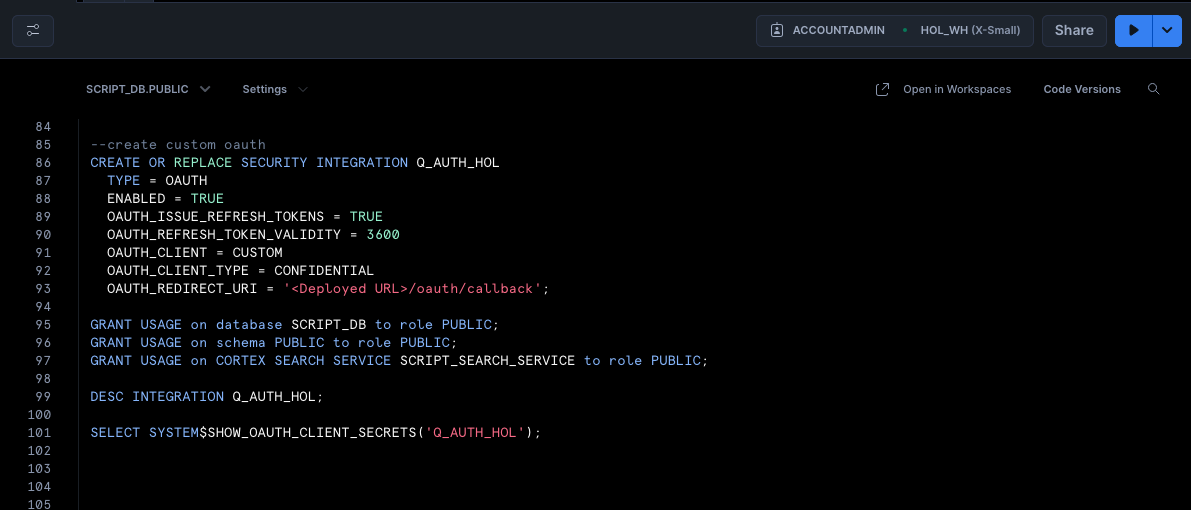 ACCOUNTADMIN • HOL_WH (X-Small) Share
SCRIPT_DB.PUBLIC Settings Open in Workspaces Code Versions
84
85 --create custom oauth
86 CREATE OR REPLACE SECURITY INTEGRATION Q_AUTH_HOL
87 TYPE = OAUTH
88 ENABLED = TRUE
89 OAUTH_ISSUE_REFRESH_TOKENS = TRUE
90 OAUTH_REFRESH_TOKEN_VALIDITY = 3600
91 OAUTH_CLIENT = CUSTOM
92 OAUTH_CLIENT_TYPE = CONFIDENTIAL
93 OAUTH_REDIRECT_URI = '<Deployed URL>/oauth/callback';
94
95 GRANT USAGE on database SCRIPT_DB to role PUBLIC;
96 GRANT USAGE on schema PUBLIC to role PUBLIC;
97 GRANT USAGE on CORTEX SEARCH SERVICE SCRIPT_SEARCH_SERVICE to role PUBLIC;
98
99 DESC INTEGRATION Q_AUTH_HOL;
100
101 SELECT SYSTEM$SHOW_OAUTH_CLIENT_SECRETS('Q_AUTH_HOL');
102
103
104
105